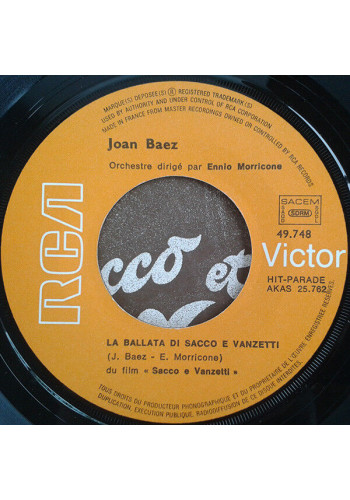 MARQUE(S) DEPOSEE(S) ® REGISTERED TRADEMARK(S)
USED BY AUTHORITY AND UNDER CONTROL OF RCA CORPORATION
MADE IN FRANCE FROM MASTER RECORDINGS OWNED OR CONTROLLED BY RCA RECORDS
Joan Baez
Orchestre dirigé par Ennio Morricone
RCA
SACEM
SDRM
49.748
Victor
HIT-PARADE
AKAS 25.762
cco et
LA BALLATA DI SACCO E VANZETTI
(J. Baez - E. Morricone)
du film « Sacco e Vanzetti »
TOUS DROITS DU PRODUCTEUR PHONOGRAPHIQUE ET DU PROPRIETAIRE DE L'ŒUVRE ENREGISTREE RESERVES.
DUPLICATION, EXECUTION PUBLIQUE, RADIODIFFUSION DE CE DISQUE INTERDITES